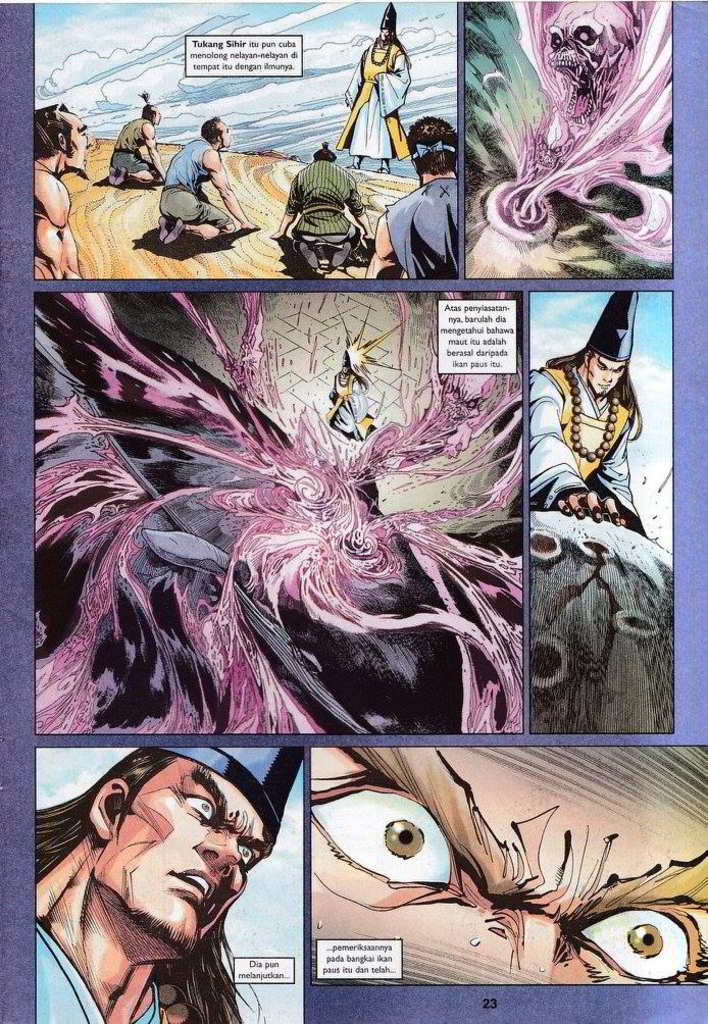 Tukang Sihir itu pun cuba
menolong nelayan-nelayan di
tempat itu dengan ilmunya.
Atas penyiasatan-
nya, barulah dia
mengetahui bahawa
maut itu adalah
berasal daripada
ikan paus itu.
Dia pun
melanjutkan...
...pemeriksaannya
pada bangkai ikan
paus itu dan telah...
23